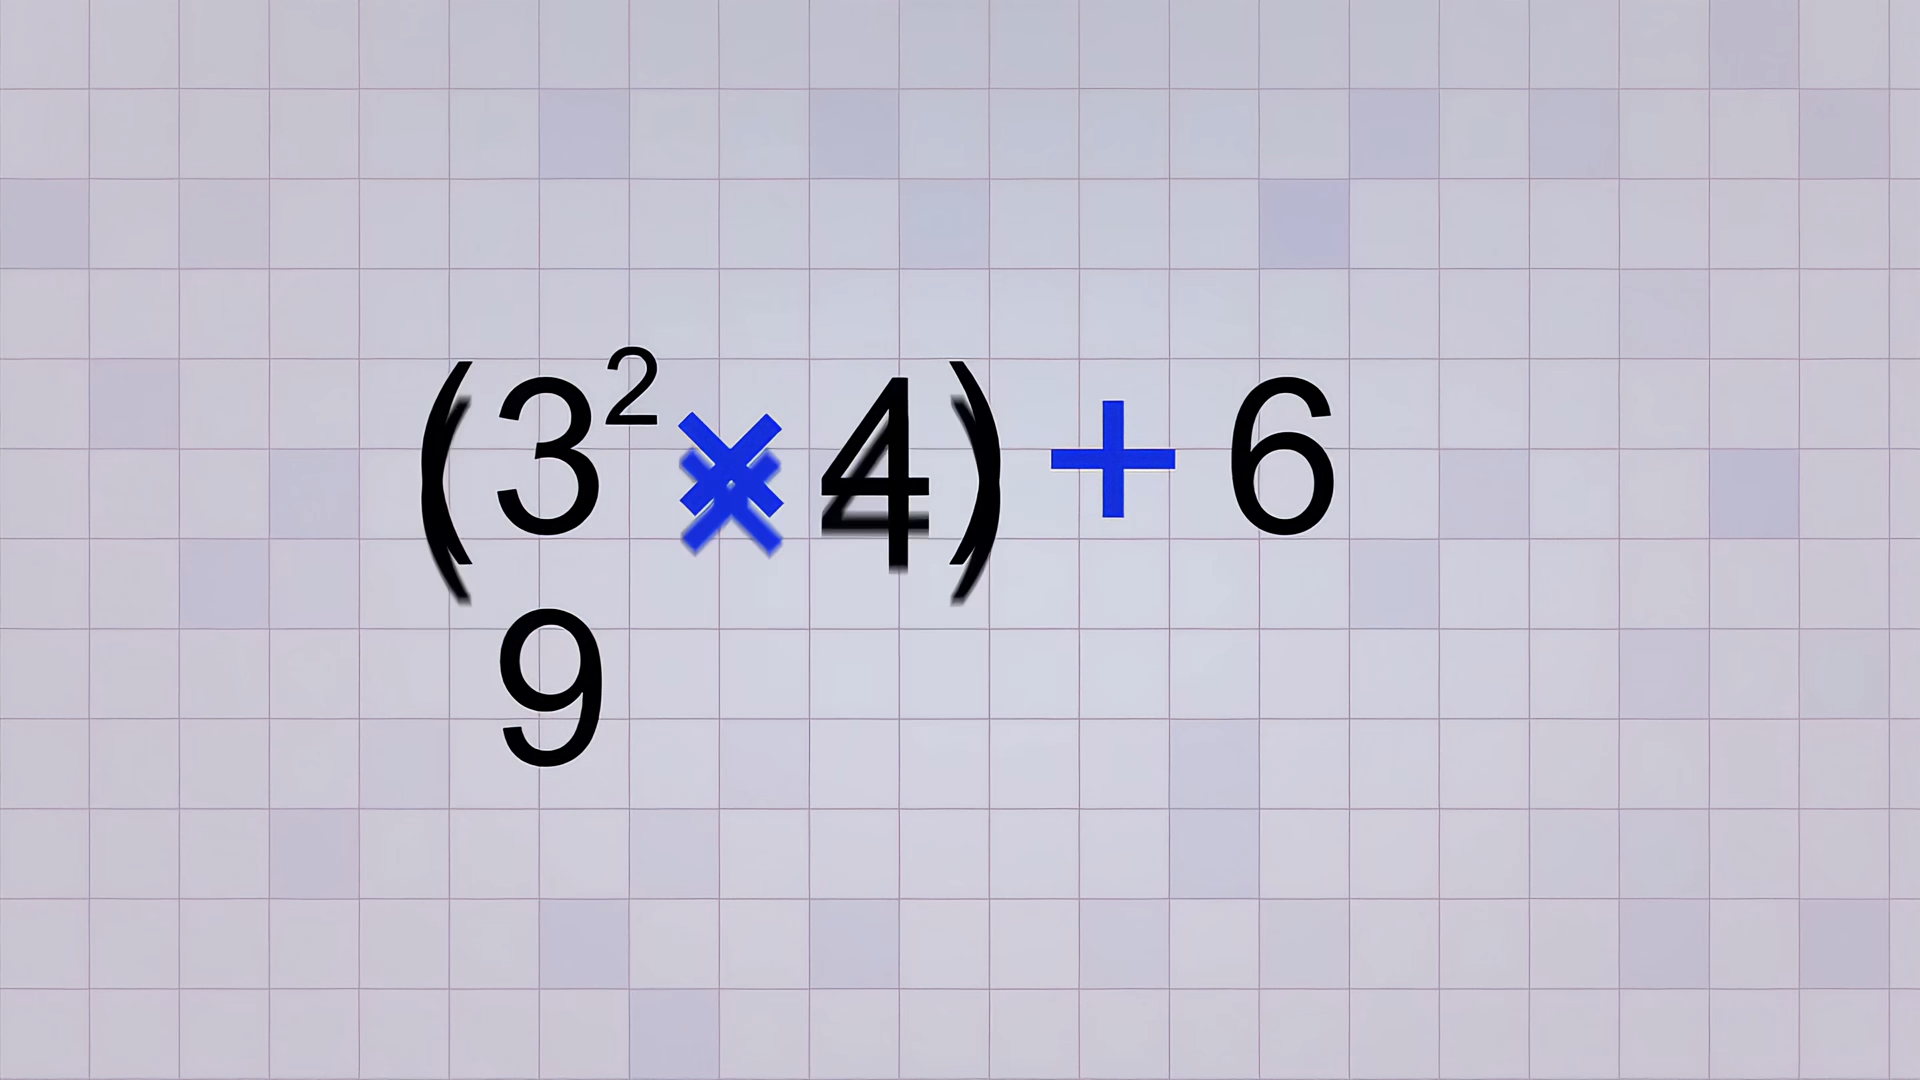 (3² × 4) + 6
9